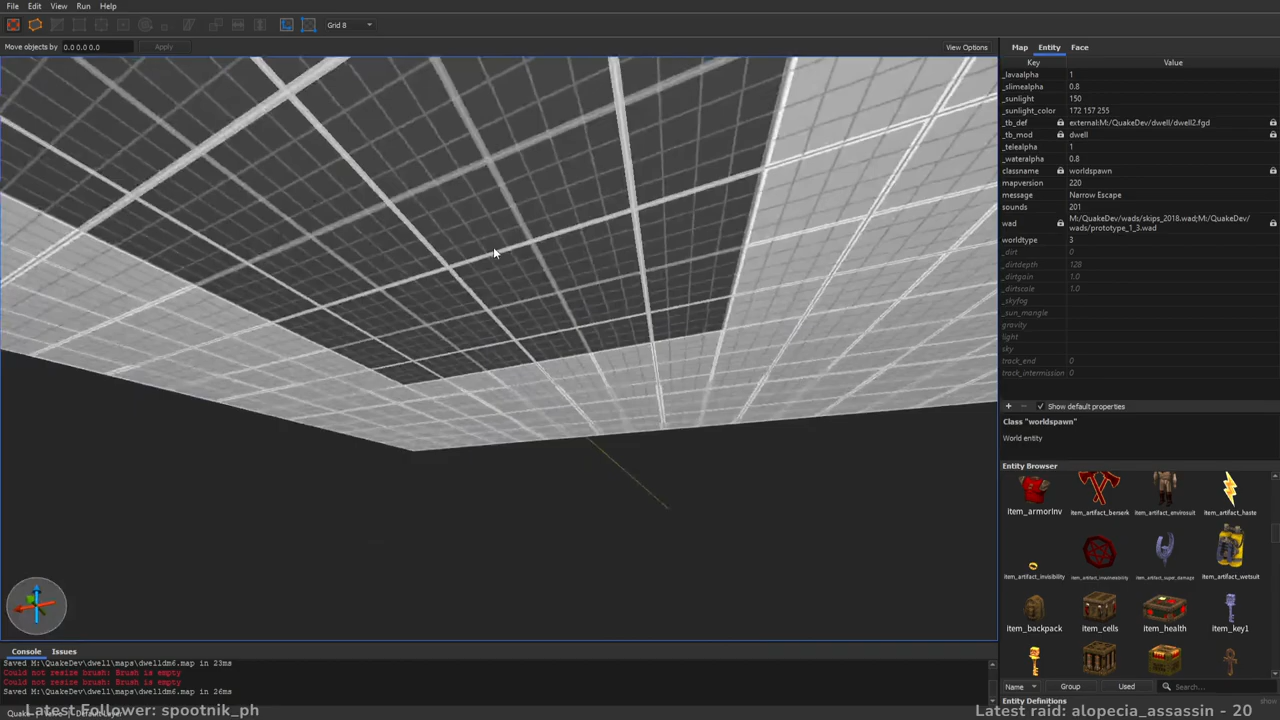 File Edit View Run Help
Grid 8
Move objects by 0.0 0.0 0.0 Apply View Options
Map Entity Face
Key Value
_lavaalpha 1
_slimealpha 0.8
_sunlight 150
_sunlight_color 172 157 255
_tb_def external:M:/QuakeDev/dwell/dwell2.fgd
_tb_mod dwell
_telealpha 1
_wateralpha 0.8
classname worldspawn
mapversion 220
message Narrow Escape
sounds 201
wad M:/QuakeDev/wads/skips_2018.wad;M:/QuakeDev/
wads/prototype_1_3.wad
worldtype 3
_dirt 0
_dirtdepth 128
_dirtgain 1.0
_dirtscale 1.0
_skyfog
_sun_mangle
gravity
light
sky
track_end 0
track_intermission 0
+ − Show default properties
Class "worldspawn"
World entity
Entity Browser
item_armorInv item_artifact_berserk item_artifact_envirosuit item_artifact_haste
item_artifact_invisibility item_artifact_invulnerability item_artifact_super_damage item_artifact_wetsuit
item_backpack item_cells item_health item_key1
Name Group Used Search...
Entity Definitions show
Console Issues
Saved M:\QuakeDev\dwell\maps\dwelldm6.map in 23ms
Could not resize brush: Brush is empty
Could not resize brush: Brush is empty
Saved M:\QuakeDev\dwell\maps\dwelldm6.map in 26ms
Latest Follower: spootnik_ph
Latest raid: alopecia_assassin - 20